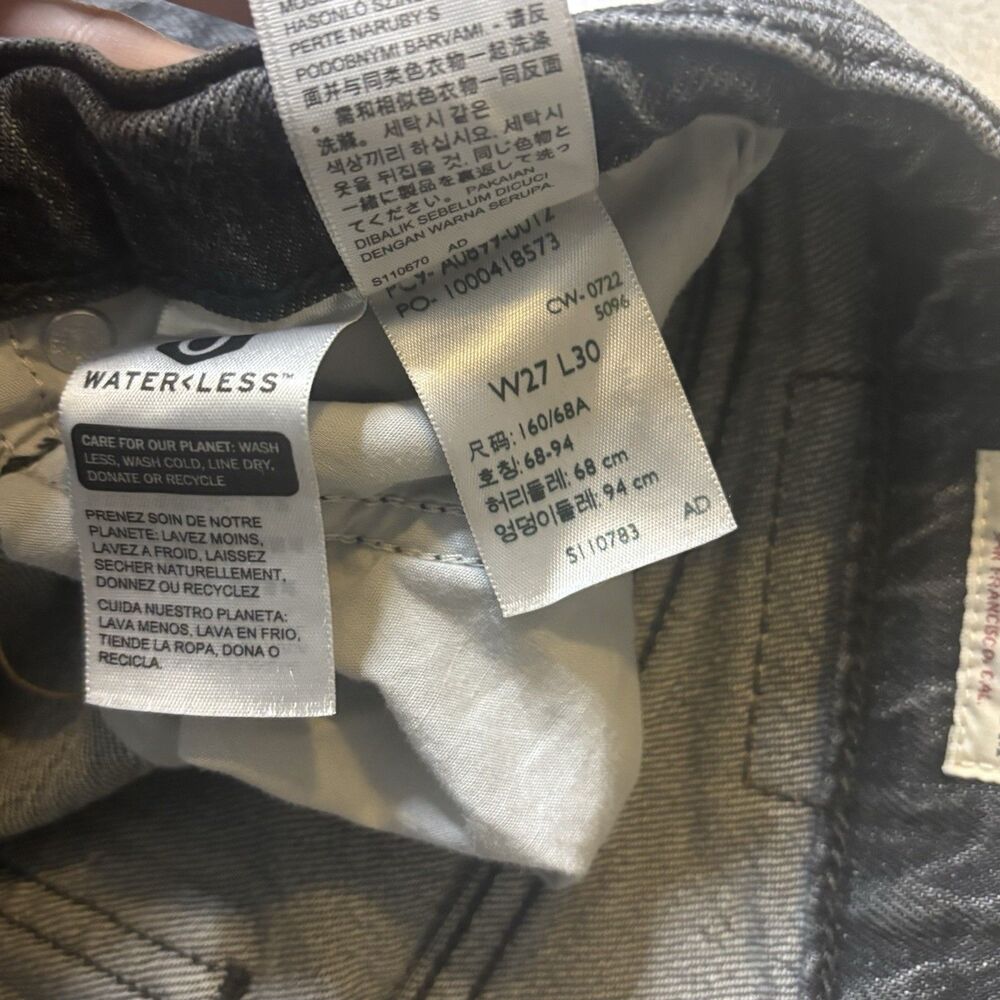 HASONLÓ
PERTE NARUBY S
PODOBNÝMI BARVAMI - 请反
面并与同类色衣物一起洗涤
。需和相似色衣物一同反面
洗滌。 세탁시 같은
색상끼리 하십시오. 세탁시
옷을 뒤집을 것. 同じ色物と
一緒に製品を裏返して洗っ
てください。 PAKAIAN
DIBALIK SEBELUM DICUCI
DENGAN WARNA SERUPA.
S110670 AD
PO- 1000418573
CW- 0722
5096
W27 L30
尺码: 160/68A
호칭: 68-94
허리둘레: 68 cm
엉덩이둘레: 94 cm
S110783 AD
WATER<LESS™
CARE FOR OUR PLANET: WASH
LESS, WASH COLD, LINE DRY,
DONATE OR RECYCLE
PRENEZ SOIN DE NOTRE
PLANETE: LAVEZ MOINS,
LAVEZ A FROID, LAISSEZ
SECHER NATURELLEMENT,
DONNEZ OU RECYCLEZ
CUIDA NUESTRO PLANETA:
LAVA MENOS, LAVA EN FRIO,
TIENDE LA ROPA, DONA O
RECICLA.
FRANCISCO, CAL